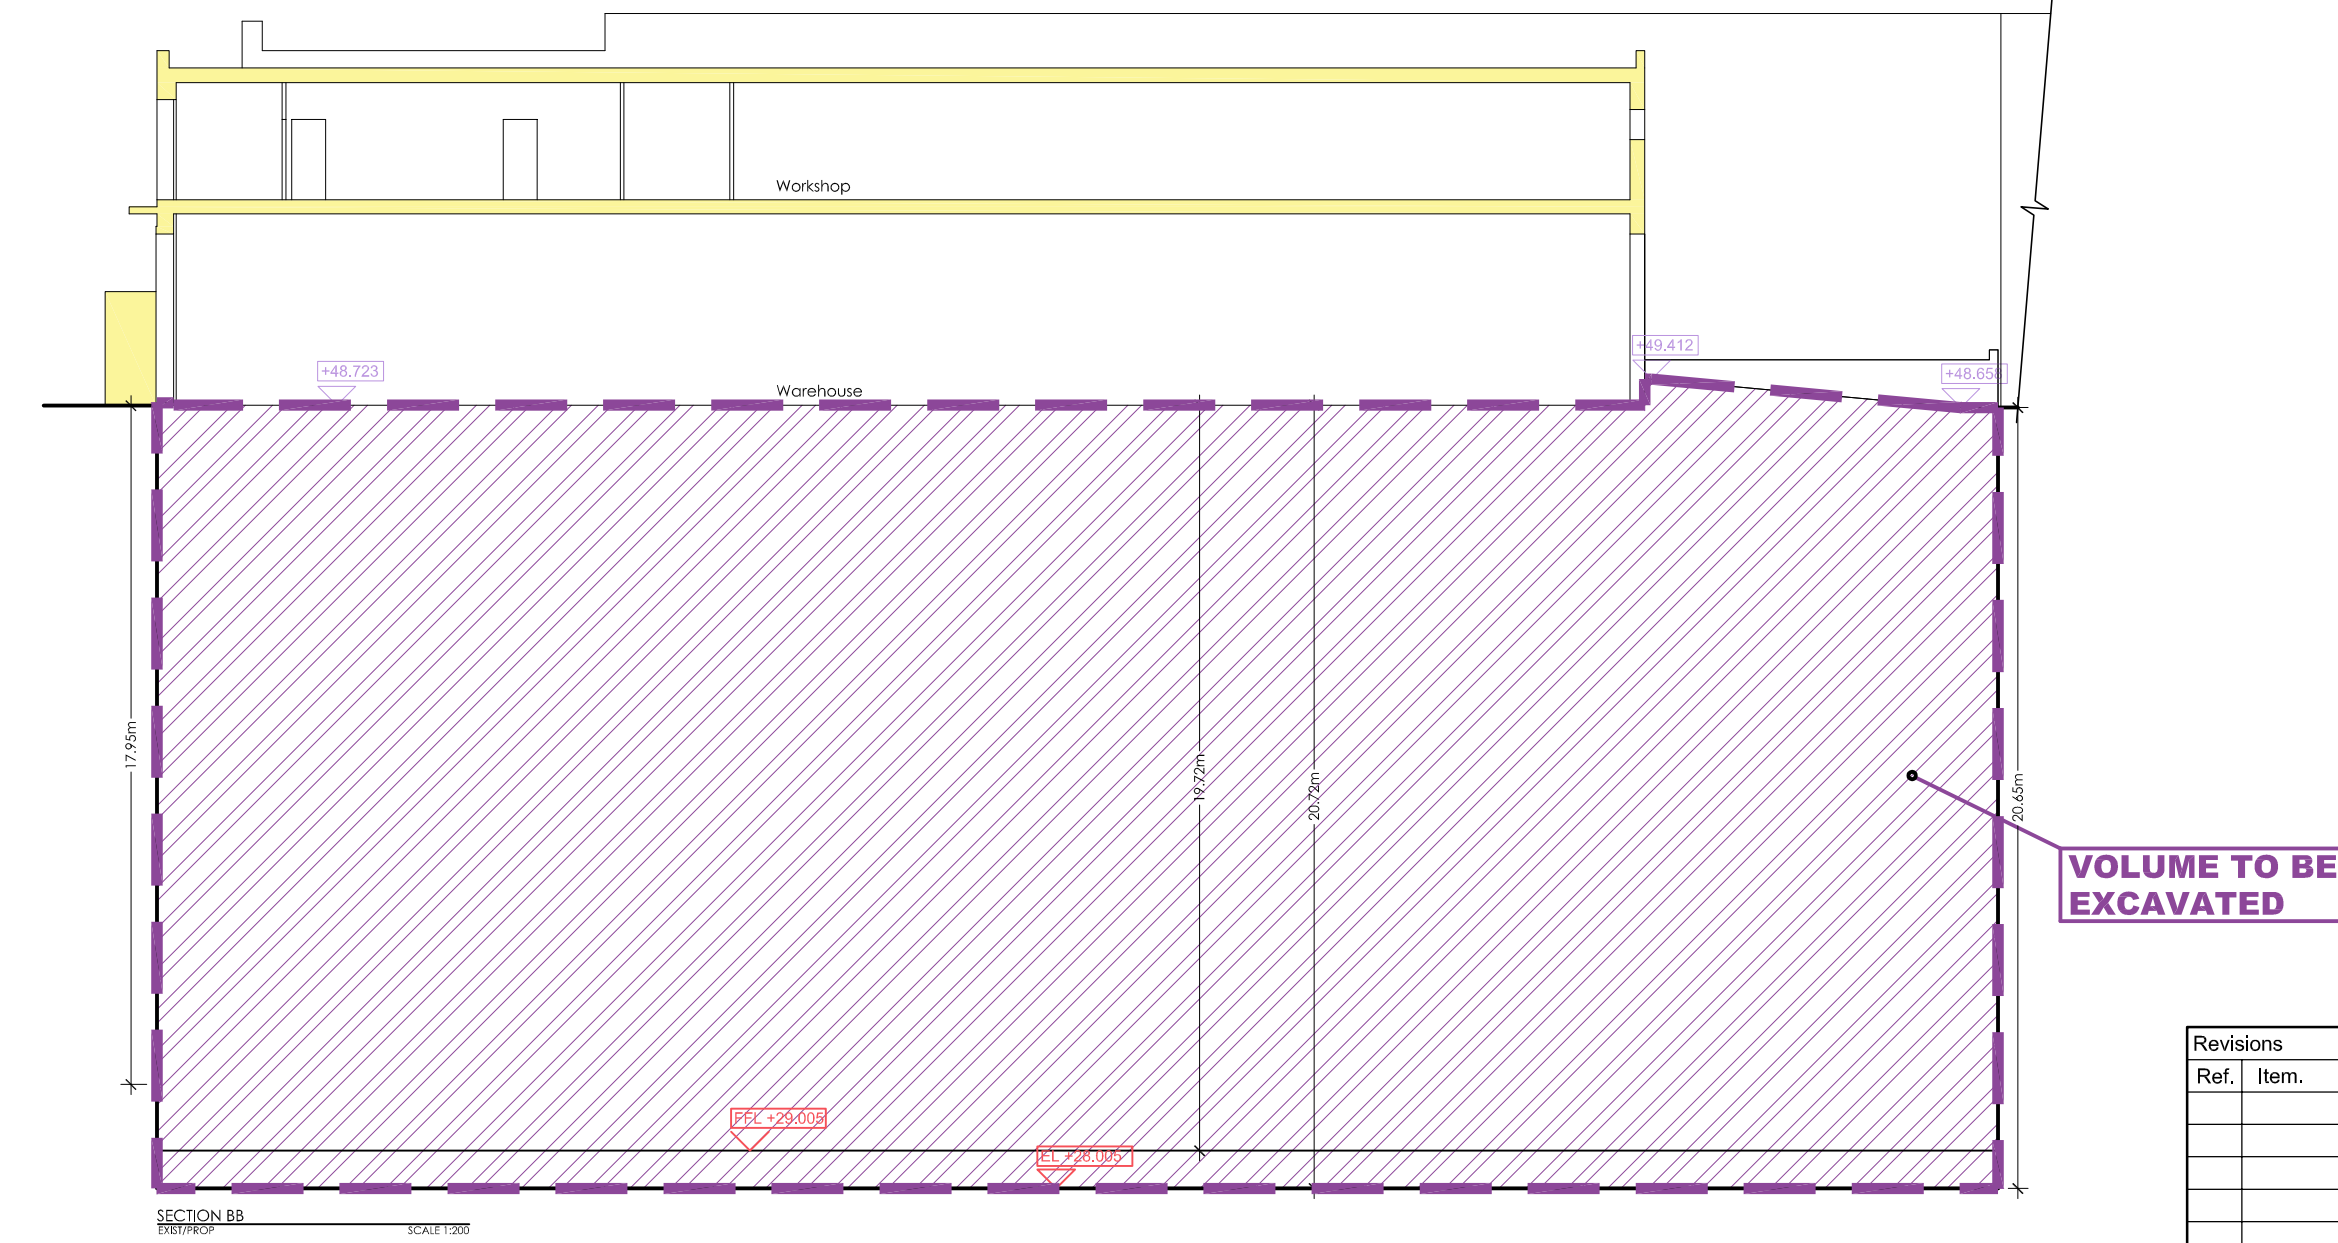 Workshop
+49.412
+48.723
+48.658
Warehouse
17.95m
19.72m
20.72m
20.65m
VOLUME TO BE
EXCAVATED
Revisions
Ref. Item.
FFL +29.005
EL +28.005
SECTION BB
EXIST/PROP SCALE 1:200